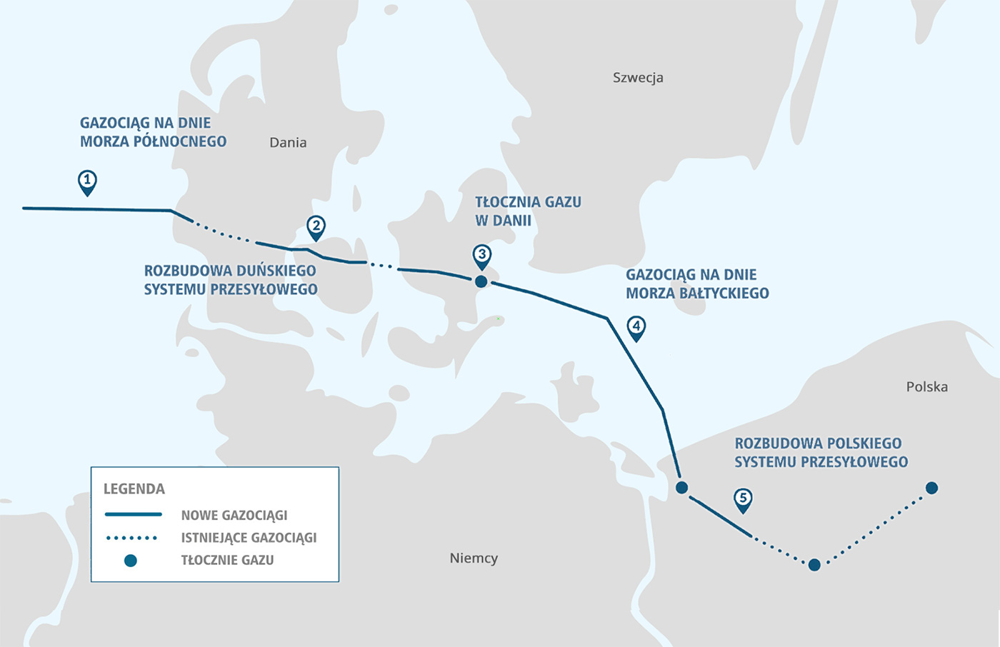 Szwecja
GAZOCIĄG NA DNIE
MORZA PÓŁNOCNEGO
Dania
1
TŁOCZNIA GAZU
W DANII
2
3
ROZBUDOWA DUŃSKIEGO
SYSTEMU PRZESYŁOWEGO
GAZOCIĄG NA DNIE
MORZA BAŁTYCKIEGO
4
Polska
ROZBUDOWA POLSKIEGO
SYSTEMU PRZESYŁOWEGO
5
LEGENDA
NOWE GAZOCIĄGI
ISTNIEJĄCE GAZOCIĄGI
TŁOCZNIE GAZU
Niemcy